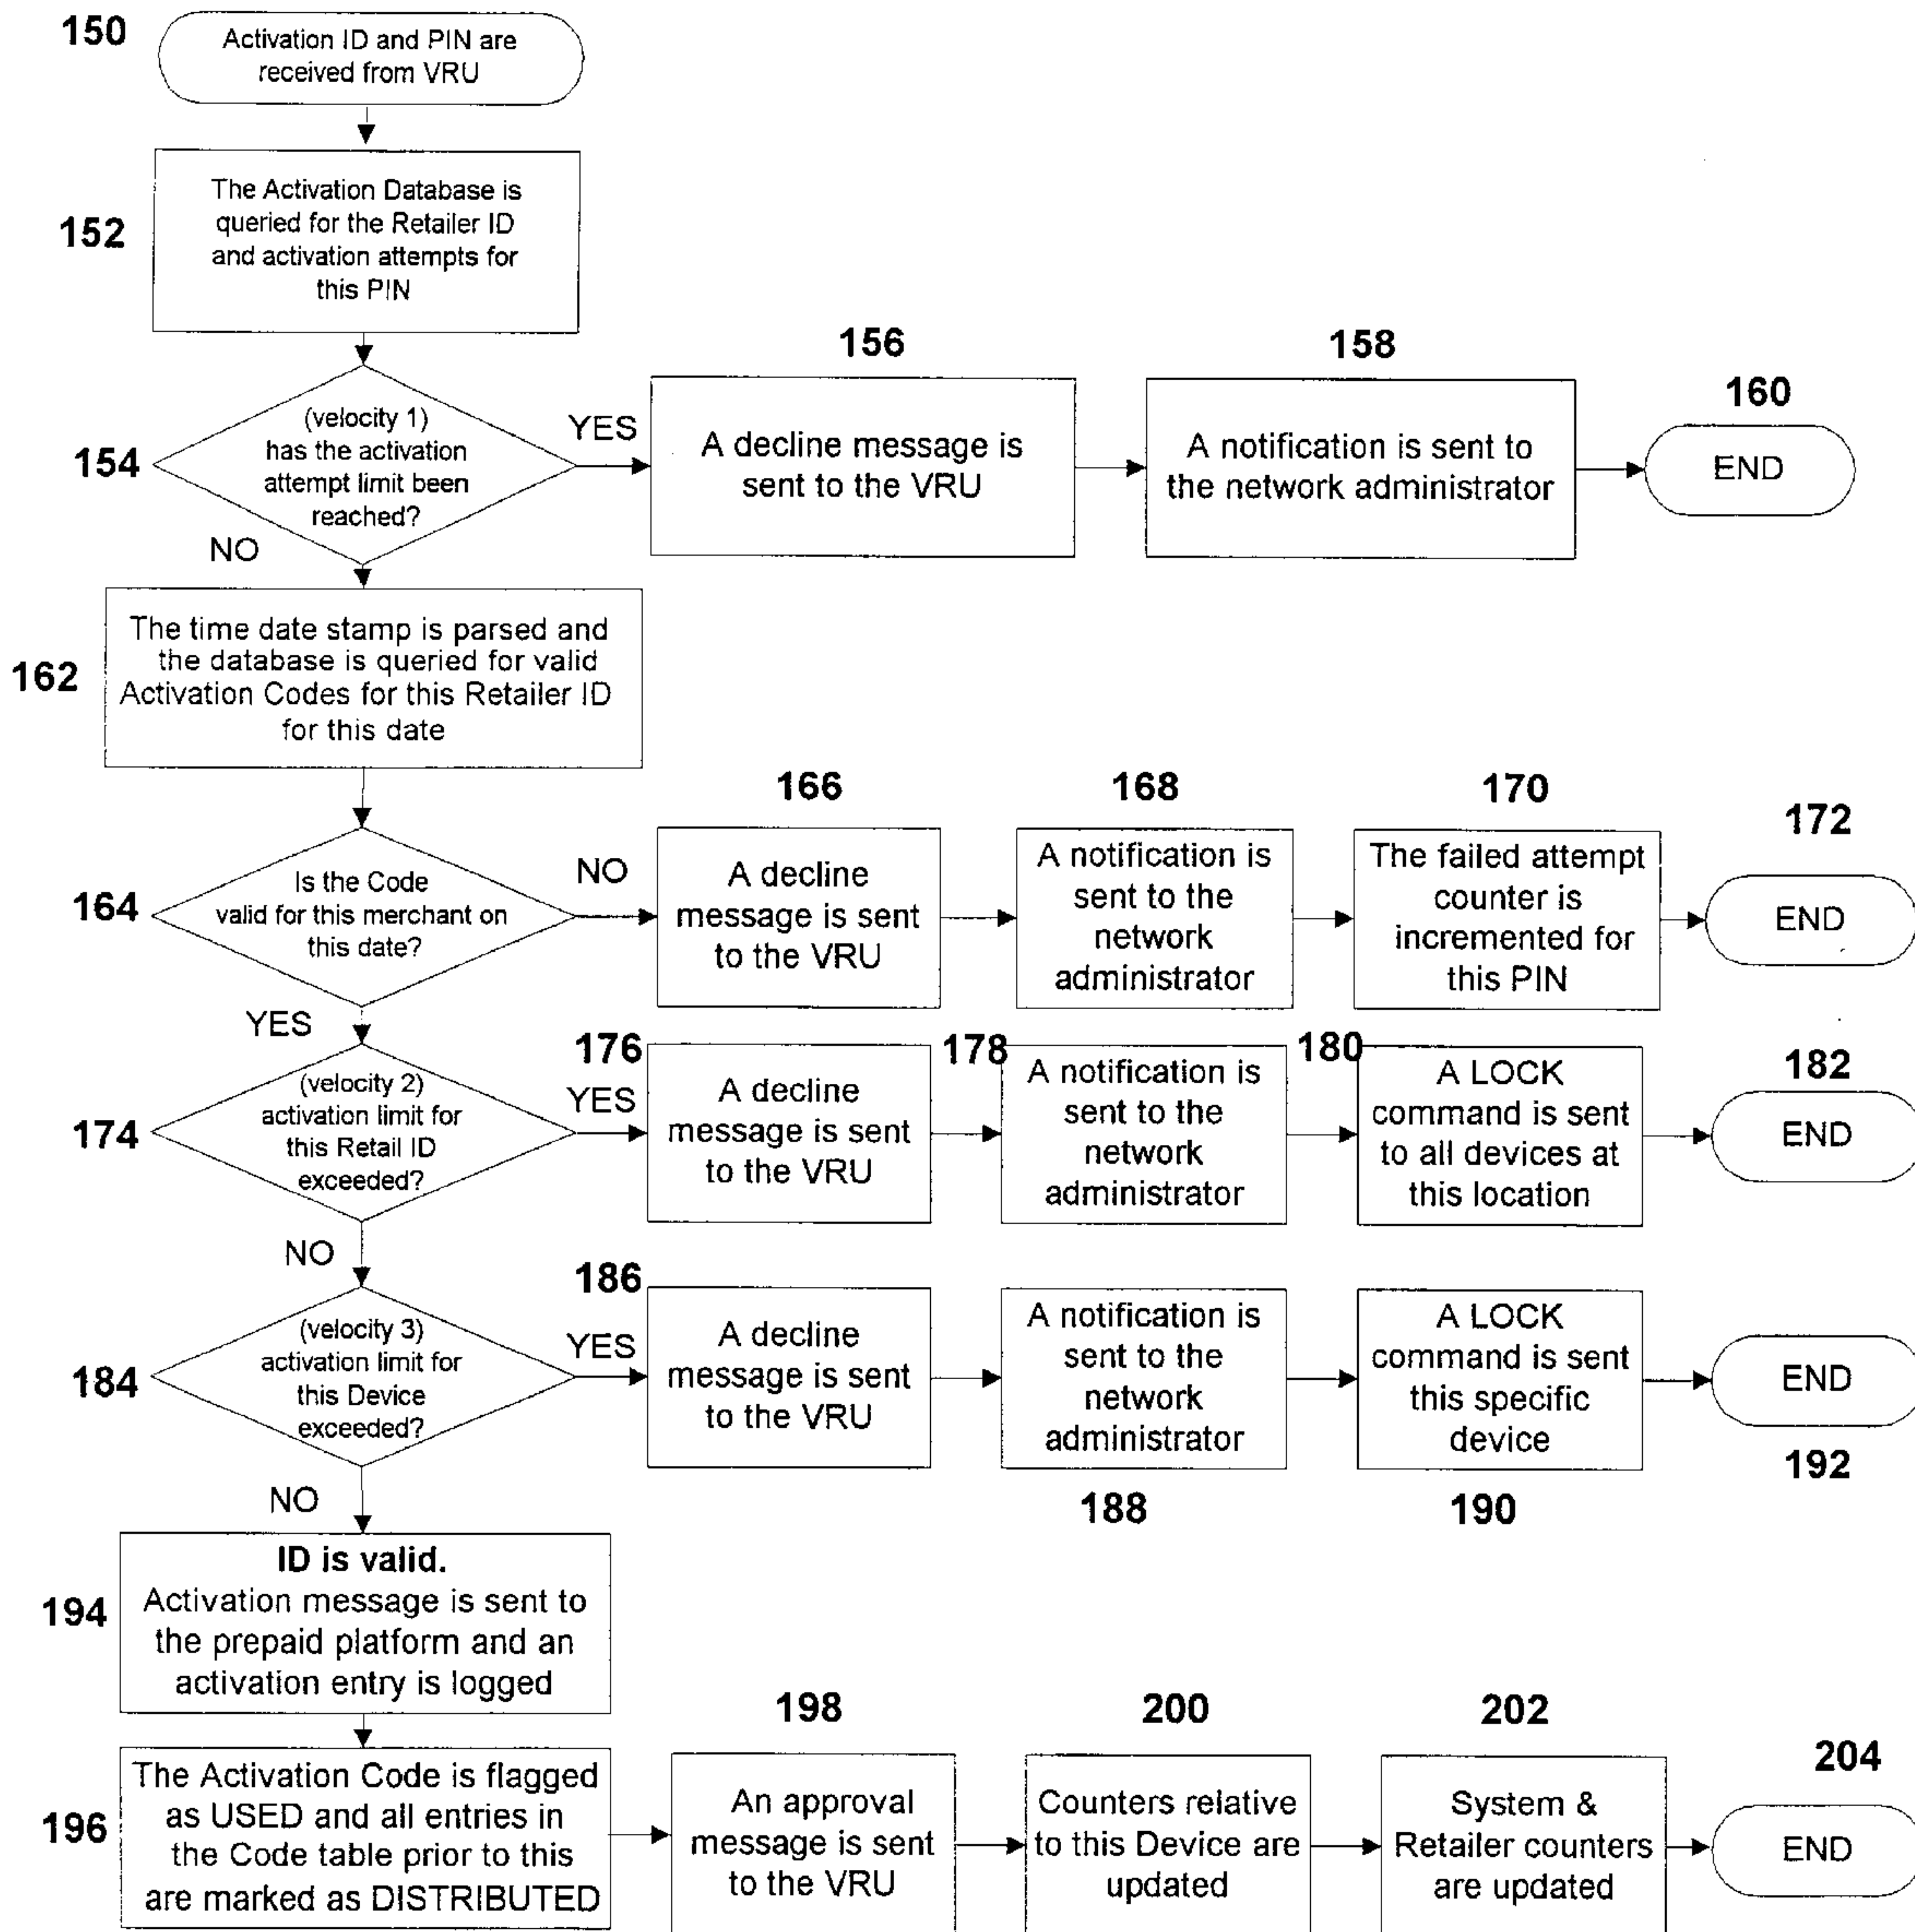 150
Activation ID and PIN are
received from VRU
152
The Activation Database is
queried for the Retailer ID
and activation attempts for
this PIN
154
(velocity 1)
has the activation
attempt limit been
reached?
YES
NO
156
A decline message is
sent to the VRU
158
A notification is sent to
the network administrator
160
END
162
The time date stamp is parsed and
the database is queried for valid
Activation Codes for this Retailer ID
for this date
164
Is the Code
valid for this merchant on
this date?
NO
YES
166
A decline
message is sent
to the VRU
168
A notification is
sent to the
network
administrator
170
The failed attempt
counter is
incremented for
this PIN
172
END
174
(velocity 2)
activation limit for
this Retail ID
exceeded?
YES
NO
176
A decline
message is sent
to the VRU
178
A notification is
sent to the
network
administrator
180
A LOCK
command is sent
to all devices at
this location
182
END
184
(velocity 3)
activation limit for
this Device
exceeded?
YES
NO
186
A decline
message is sent
to the VRU
A notification is
sent to the
network
administrator
188
A LOCK
command is sent
this specific
device
190
END
192
194
ID is valid.
Activation message is sent to
the prepaid platform and an
activation entry is logged
196
The Activation Code is flagged
as USED and all entries in
the Code table prior to this
are marked as DISTRIBUTED
198
An approval
message is sent
to the VRU
200
Counters relative
to this Device are
updated
202
System &
Retailer counters
are updated
204
END